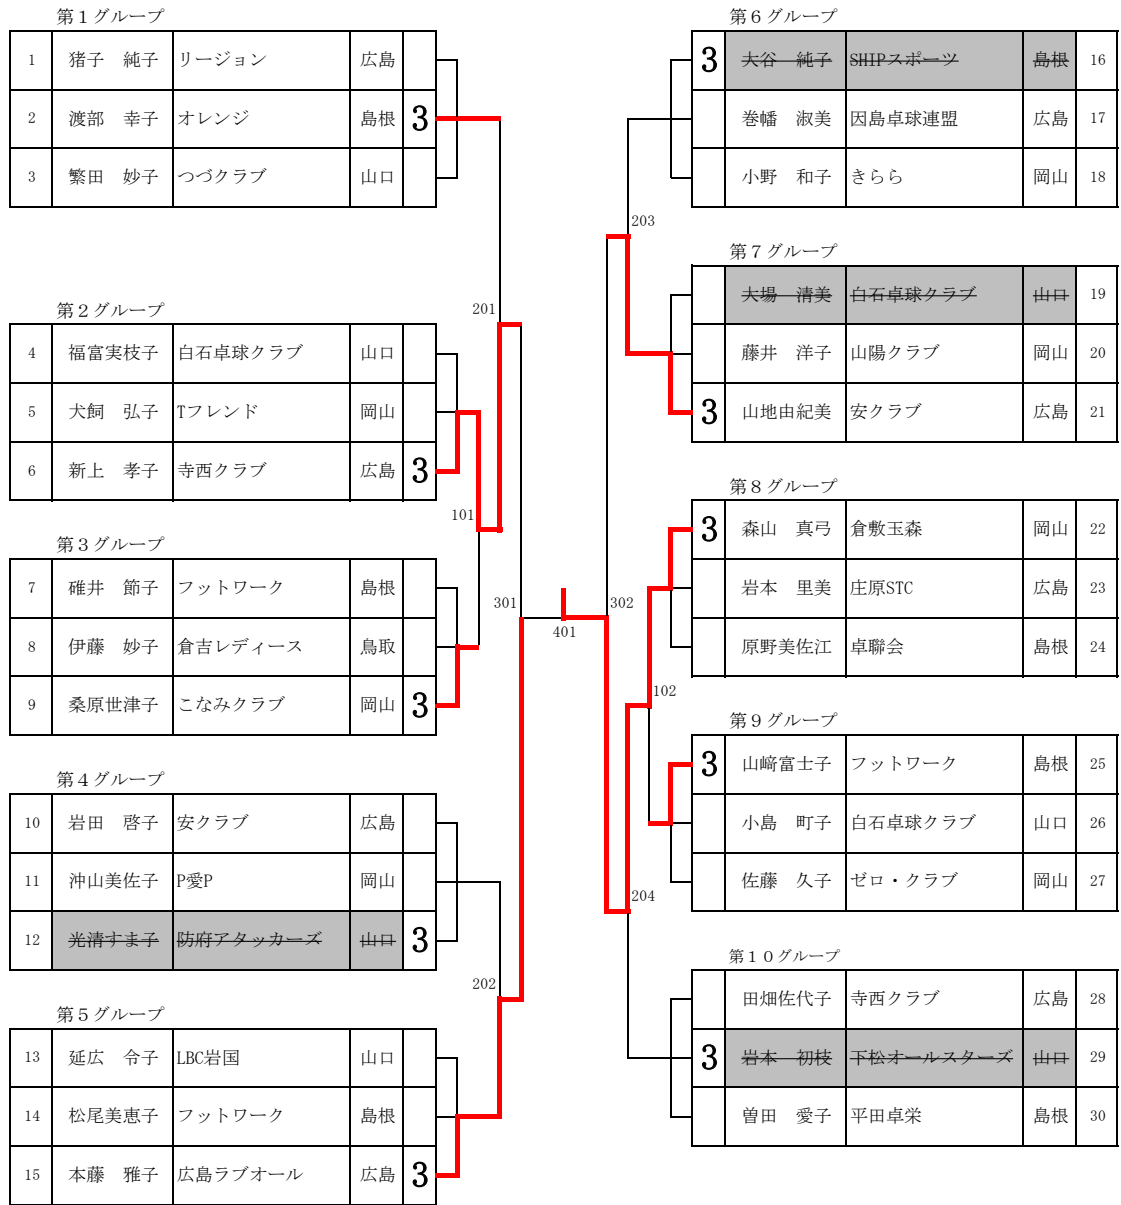 第１グループ
1 猪子　純子 リージョン 広島
2 渡部　幸子 オレンジ 島根 3
3 繁田　妙子 つづクラブ 山口
第２グループ
4 福富実枝子 白石卓球クラブ 山口
5 犬飼　弘子 Tフレンド 岡山
6 新上　孝子 寺西クラブ 広島 3
第３グループ
7 碓井　節子 フットワーク 島根
8 伊藤　妙子 倉吉レディース 鳥取
9 桑原世津子 こなみクラブ 岡山 3
第４グループ
10 岩田　啓子 安クラブ 広島
11 沖山美佐子 P愛P 岡山
12 光清すま子 防府アタッカーズ 山口 3
第５グループ
13 延広　令子 LBC岩国 山口
14 松尾美恵子 フットワーク 島根
15 本藤　雅子 広島ラブオール 広島 3
201
101
301
202
401
302
203
102
204
第６グループ
3 大谷　純子 SHIPスポーツ 島根 16
巻幡　淑美 因島卓球連盟 広島 17
小野　和子 きらら 岡山 18
第７グループ
大場　清美 白石卓球クラブ 山口 19
藤井　洋子 山陽クラブ 岡山 20
3 山地由紀美 安クラブ 広島 21
第８グループ
3 森山　真弓 倉敷玉森 岡山 22
岩本　里美 庄原STC 広島 23
原野美佐江 卓聯会 島根 24
第９グループ
3 山﨑富士子 フットワーク 島根 25
小島　町子 白石卓球クラブ 山口 26
佐藤　久子 ゼロ・クラブ 岡山 27
第１０グループ
田畑佐代子 寺西クラブ 広島 28
3 岩本　初枝 下松オールスターズ 山口 29
曽田　愛子 平田卓栄 島根 30